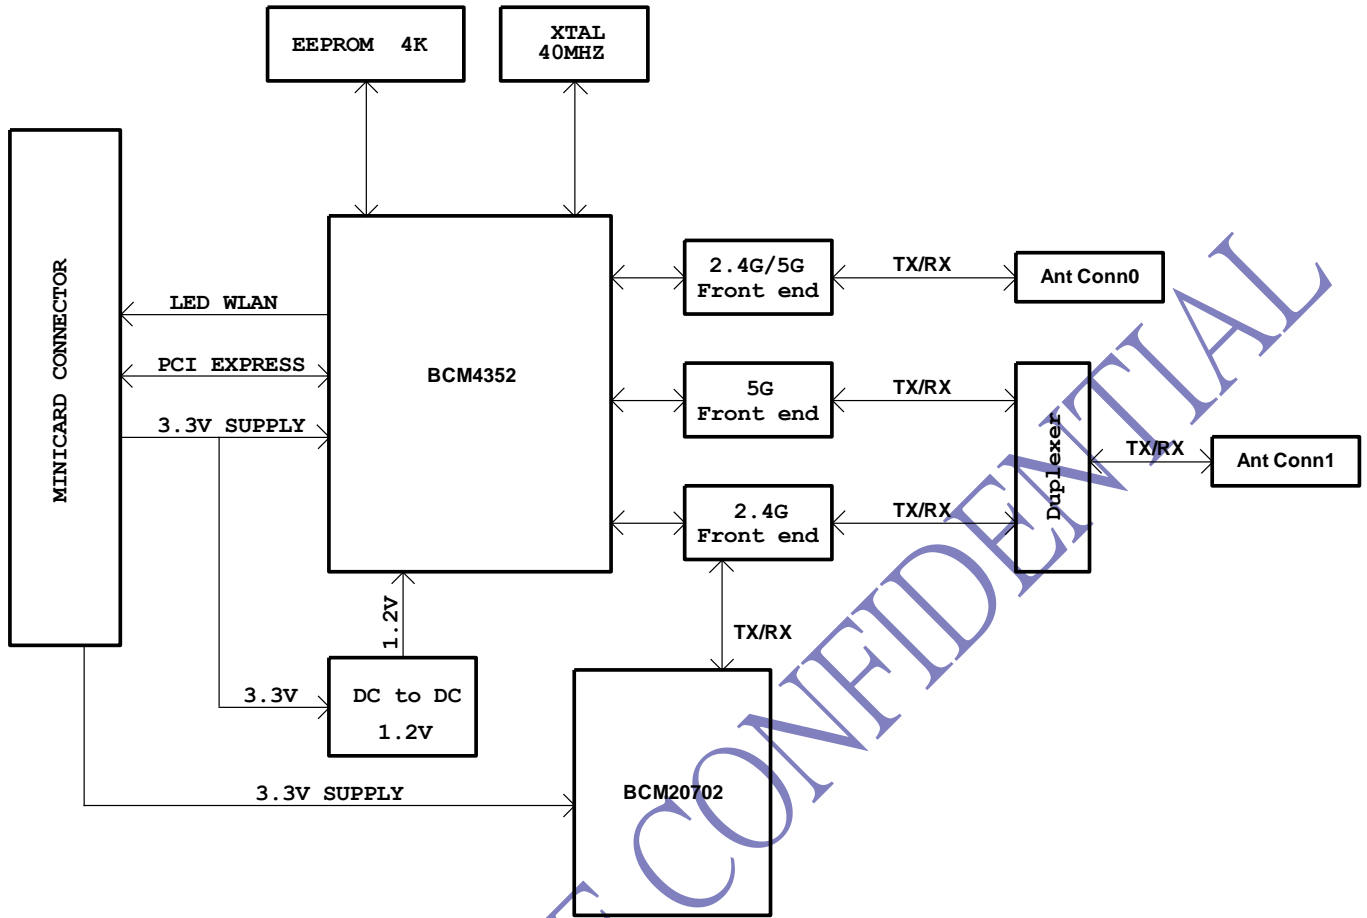 EEPROM 4K
XTAL
40MHZ
MINICARD CONNECTOR
LED WLAN
PCI EXPRESS
3.3V SUPPLY
BCM4352
2.4G/5G
Front end
TX/RX
Ant Conn0
5G
Front end
TX/RX
Duplexer
TX/RX
Ant Conn1
2.4G
Front end
TX/RX
1.2V
TX/RX
3.3V
DC to DC
1.2V
3.3V SUPPLY
BCM20702
CONFIDENTIAL